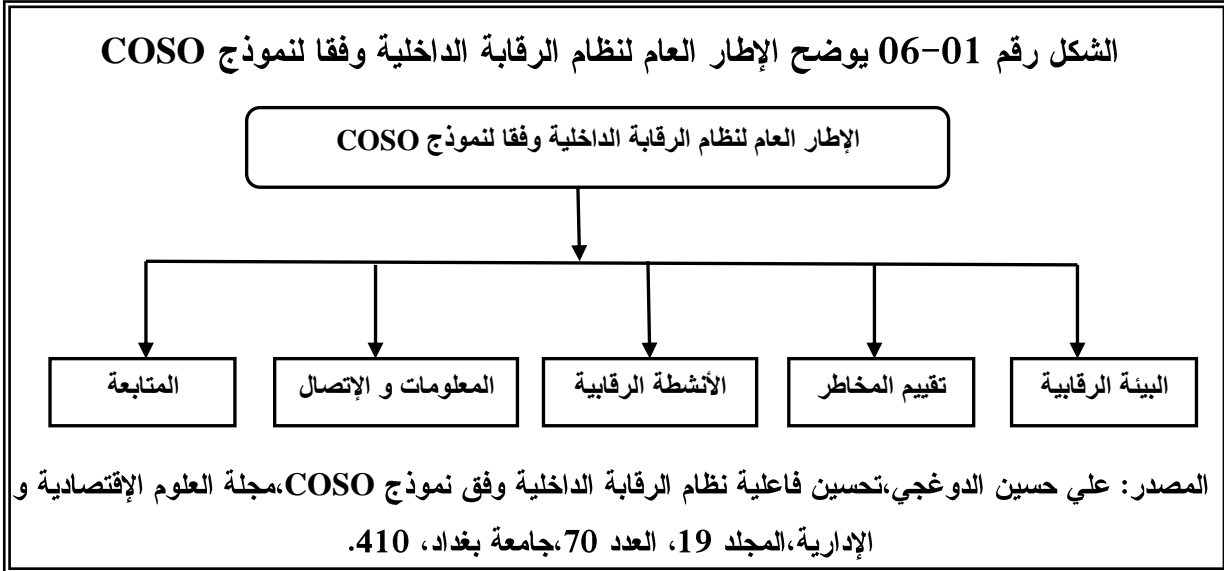 الشكل رقم 01-06 يوضح الإطار العام لنظام الرقابة الداخلية وفقا لنموذج COSO
الإطار العام لنظام الرقابة الداخلية وفقا لنموذج COSO
البيئة الرقابية
تقييم المخاطر
الأنشطة الرقابية
المعلومات و الإتصال
المتابعة
المصدر: علي حسين الدوغجي،تحسين فاعلية نظام الرقابة الداخلية وفق نموذج COSO،مجلة العلوم الإقتصادية و
الإدارية،المجلد 19، العدد 70،جامعة بغداد، 410.